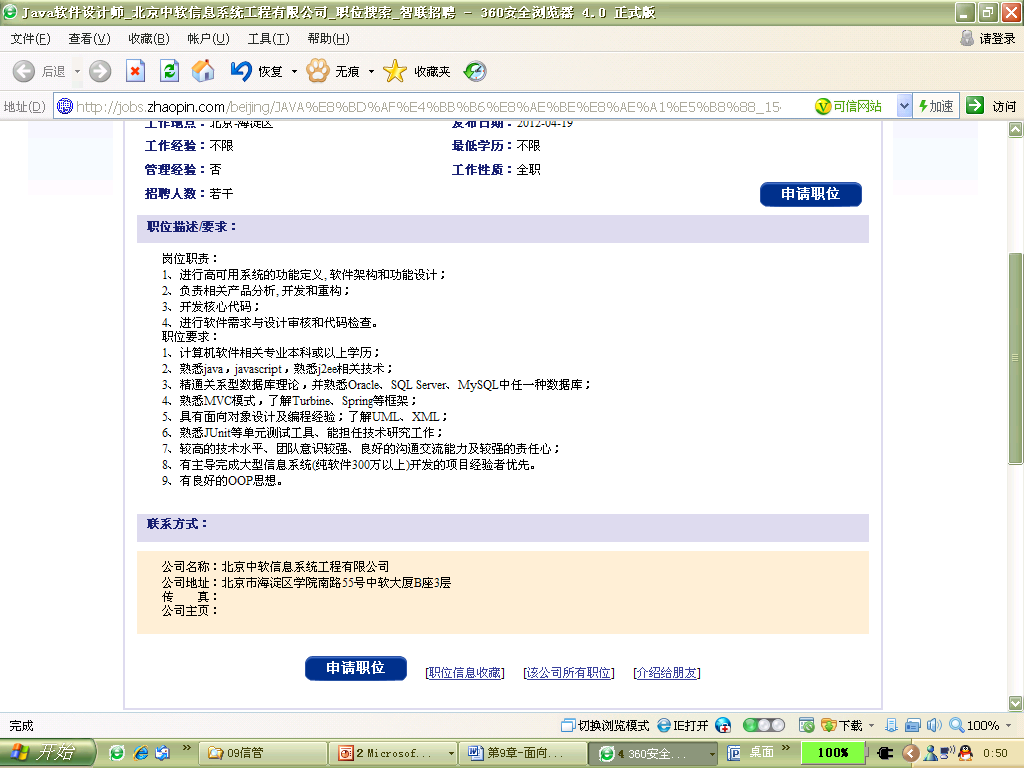 Java软件设计师_北京中软信息系统工程有限公司_职位搜索_智联招聘 - 360安全浏览器 4.0 正式版
文件(F) 查看(V) 收藏(B) 帐户(U) 工具(T) 帮助(H) 请登录
后退 恢复 无痕 收藏夹
地址(D) http://jobs.zhaopin.com/beijing/JAVA%E8%BD%AF%E4%BB%B6%E8%AE%BE%E8%AE%A1%E5%B8%88_15 可信网站 加速 访问
工作地点：北京-海淀区 发布日期：2012-04-19
工作经验：不限 最低学历：不限
管理经验：否 工作性质：全职
招聘人数：若干 申请职位
职位描述/要求：
岗位职责：
1、进行高可用系统的功能定义,软件架构和功能设计；
2、负责相关产品分析,开发和重构；
3、开发核心代码；
4、进行软件需求与设计审核和代码检查。
职位要求：
1、计算机软件相关专业本科或以上学历；
2、熟悉java，javascript，熟悉j2ee相关技术；
3、精通关系型数据库理论，并熟悉Oracle、SQL Server、MySQL中任一种数据库；
4、熟悉MVC模式，了解Turbine、Spring等框架；
5、具有面向对象设计及编程经验；了解UML、XML；
6、熟悉JUnit等单元测试工具、能担任技术研究工作；
7、较高的技术水平、团队意识较强、良好的沟通交流能力及较强的责任心；
8、有主导完成大型信息系统(纯软件300万以上)开发的项目经验者优先。
9、有良好的OOP思想。
联系方式：
公司名称：北京中软信息系统工程有限公司
公司地址：北京市海淀区学院南路55号中软大厦B座3层
传 真：
公司主页：
申请职位 [职位信息收藏] [该公司所有职位] [介绍给朋友]
完成 切换浏览模式 IE打开 下载 100%
开始 » 09信管 2 Microsof... 第9章-面向... 4 360安全... 桌面 » 100% 0:50